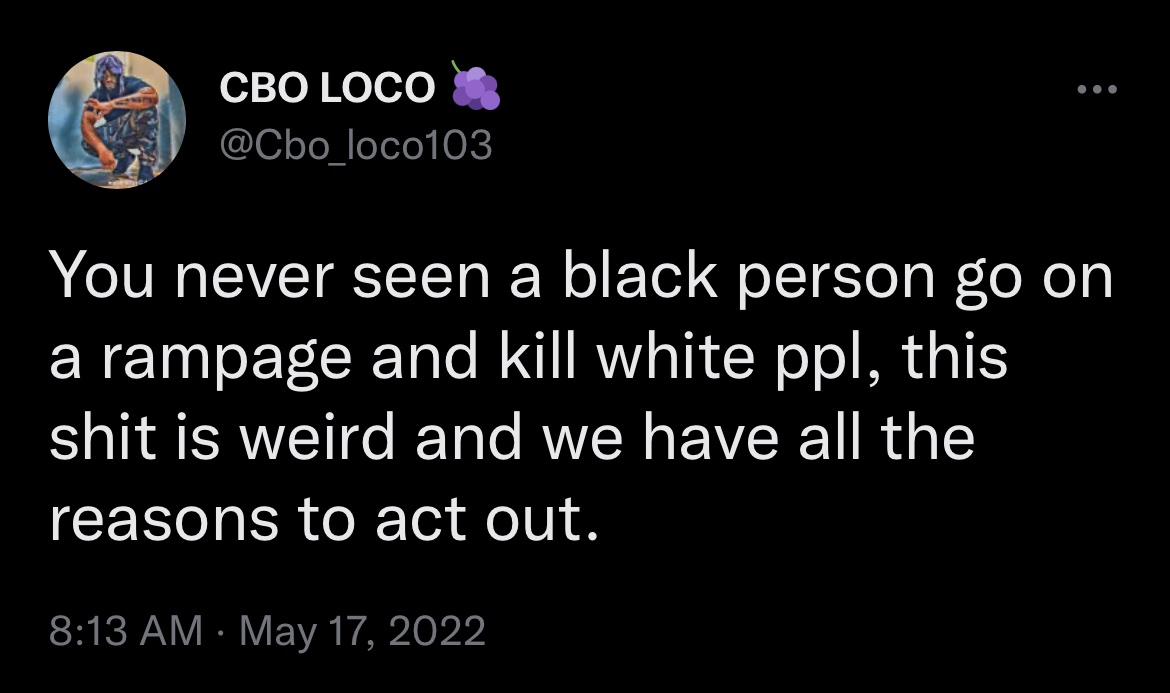 CBO LOCO 🍇
@Cbo_loco103
You never seen a black person go on
a rampage and kill white ppl, this
shit is weird and we have all the
reasons to act out.
8:13 AM · May 17, 2022